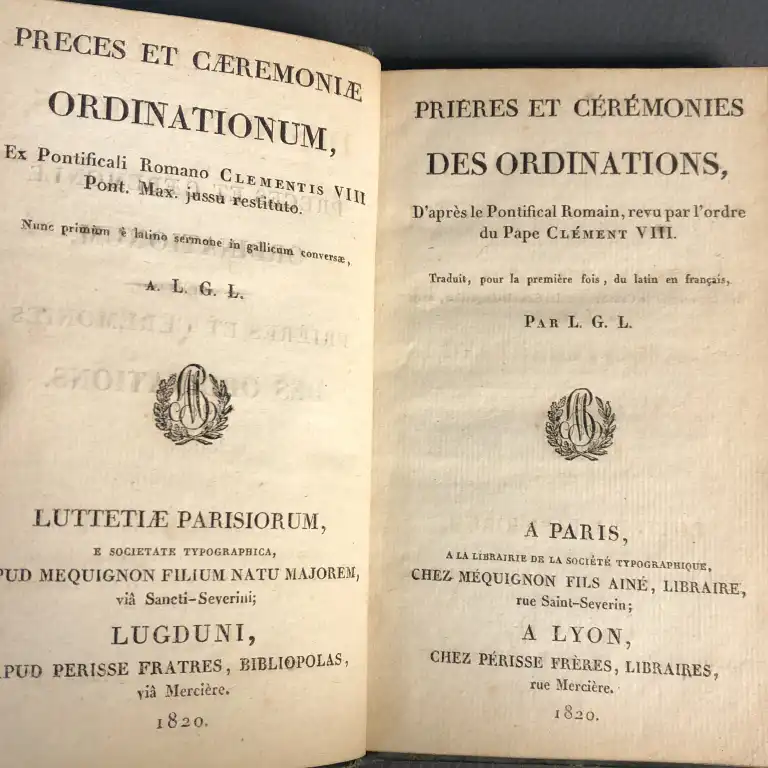 PRECES ET CÆREMONIÆ
ORDINATIONUM,
Ex Pontificali Romano CLEMENTIS VIII
Pont. Max. jussu restituto.
Nunc primùm è latino sermone in gallicum conversæ,
A. L. G. L.
LUTTETIÆ PARISIORUM,
E SOCIETATE TYPOGRAPHICA,
PUD MEQUIGNON FILIUM NATU MAJOREM,
viâ Sancti-Severini;
LUGDUNI,
PUD PERISSE FRATRES, BIBLIOPOLAS,
viâ Mercière.
1820.
PRIÈRES ET CÉRÉMONIES
DES ORDINATIONS,
D'après le Pontifical Romain, revu par l'ordre
du Pape CLÉMENT VIII.
Traduit, pour la première fois, du latin en français,
PAR L. G. L.
A PARIS,
A LA LIBRAIRIE DE LA SOCIÉTÉ TYPOGRAPHIQUE,
CHEZ MÉQUIGNON FILS AINÉ, LIBRAIRE,
rue Saint-Severin;
A LYON,
CHEZ PÉRISSE FRÈRES, LIBRAIRES,
rue Mercière.
1820.